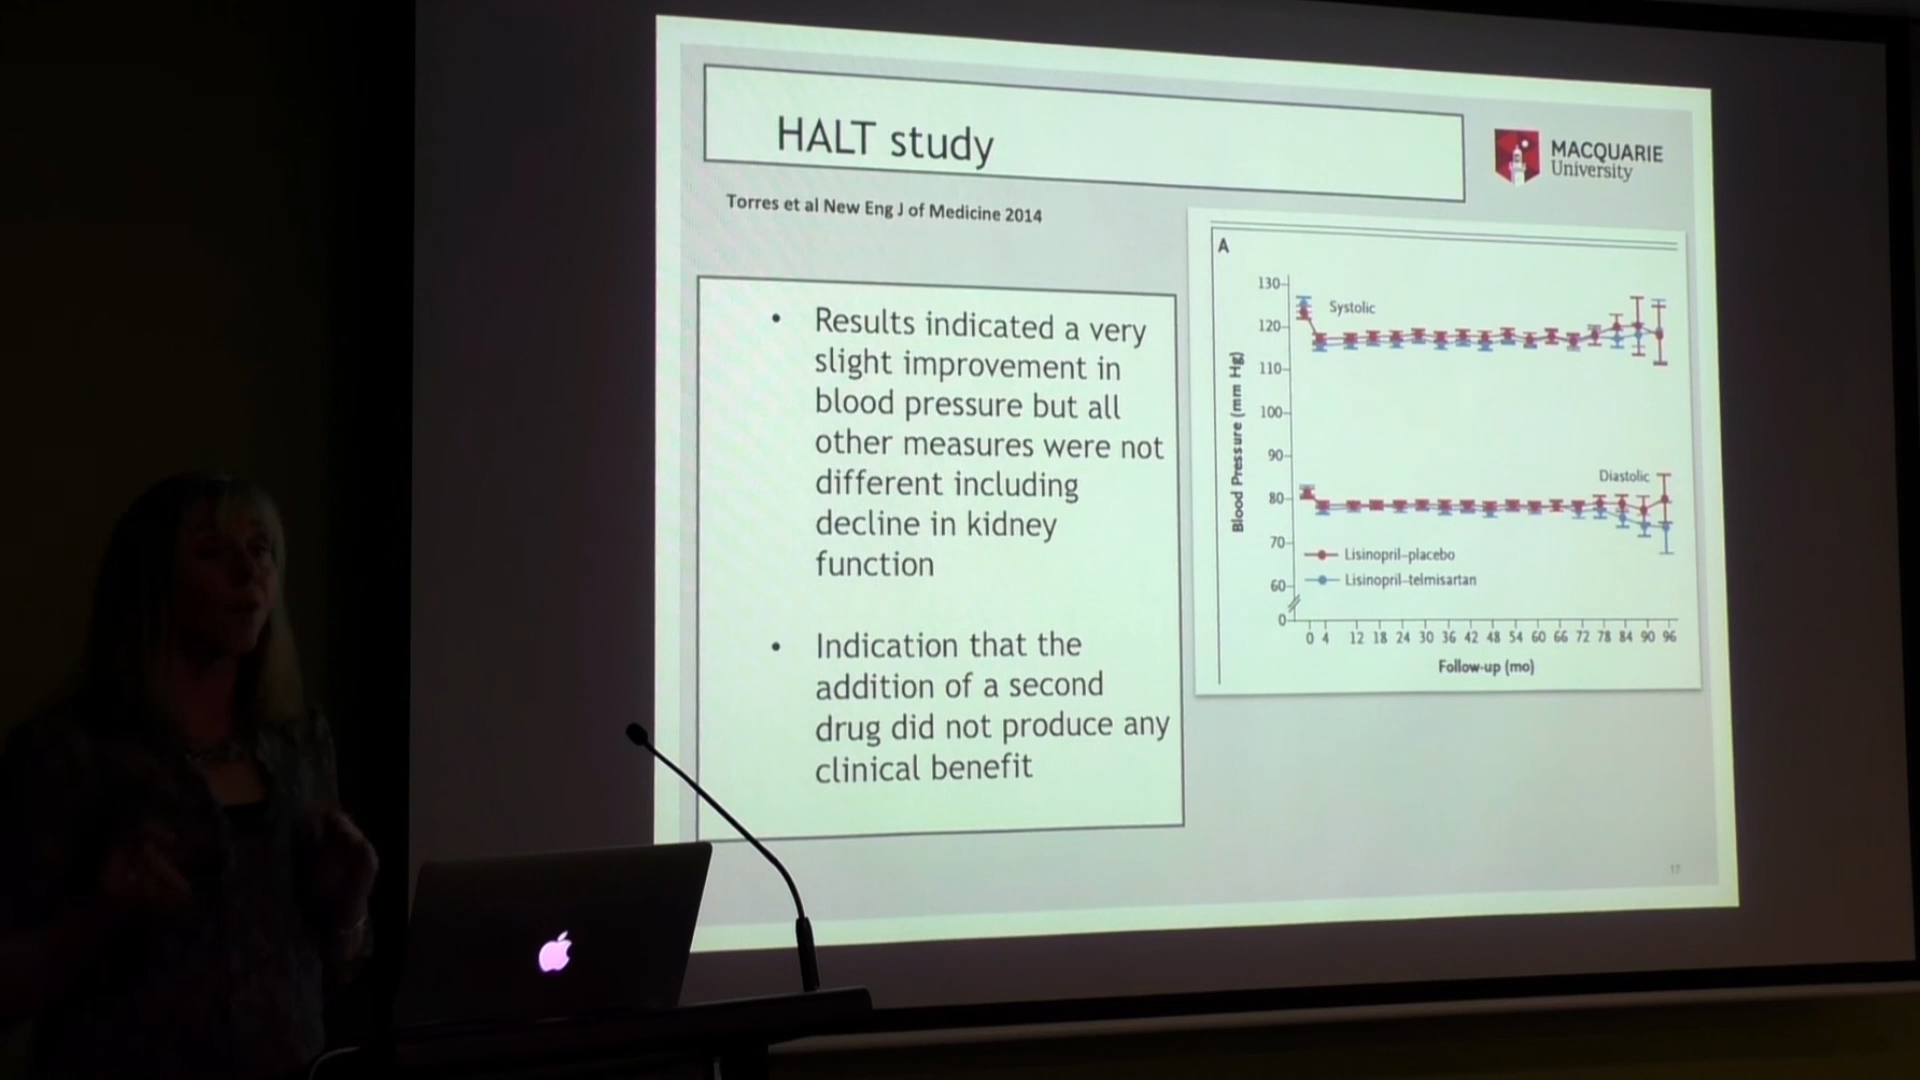 HALT study
MACQUARIE
University
Torres et al New Eng J of Medicine 2014
• Results indicated a very
slight improvement in
blood pressure but all
other measures were not
different including
decline in kidney
function
• Indication that the
addition of a second
drug did not produce any
clinical benefit
A
Blood Pressure (mm Hg)
130
120
110
100
90
80
70
60
0
Systolic
Diastolic
Lisinopril–placebo
Lisinopril–telmisartan
0 4 12 18 24 30 36 42 48 54 60 66 72 78 84 90 96
Follow-up (mo)
17